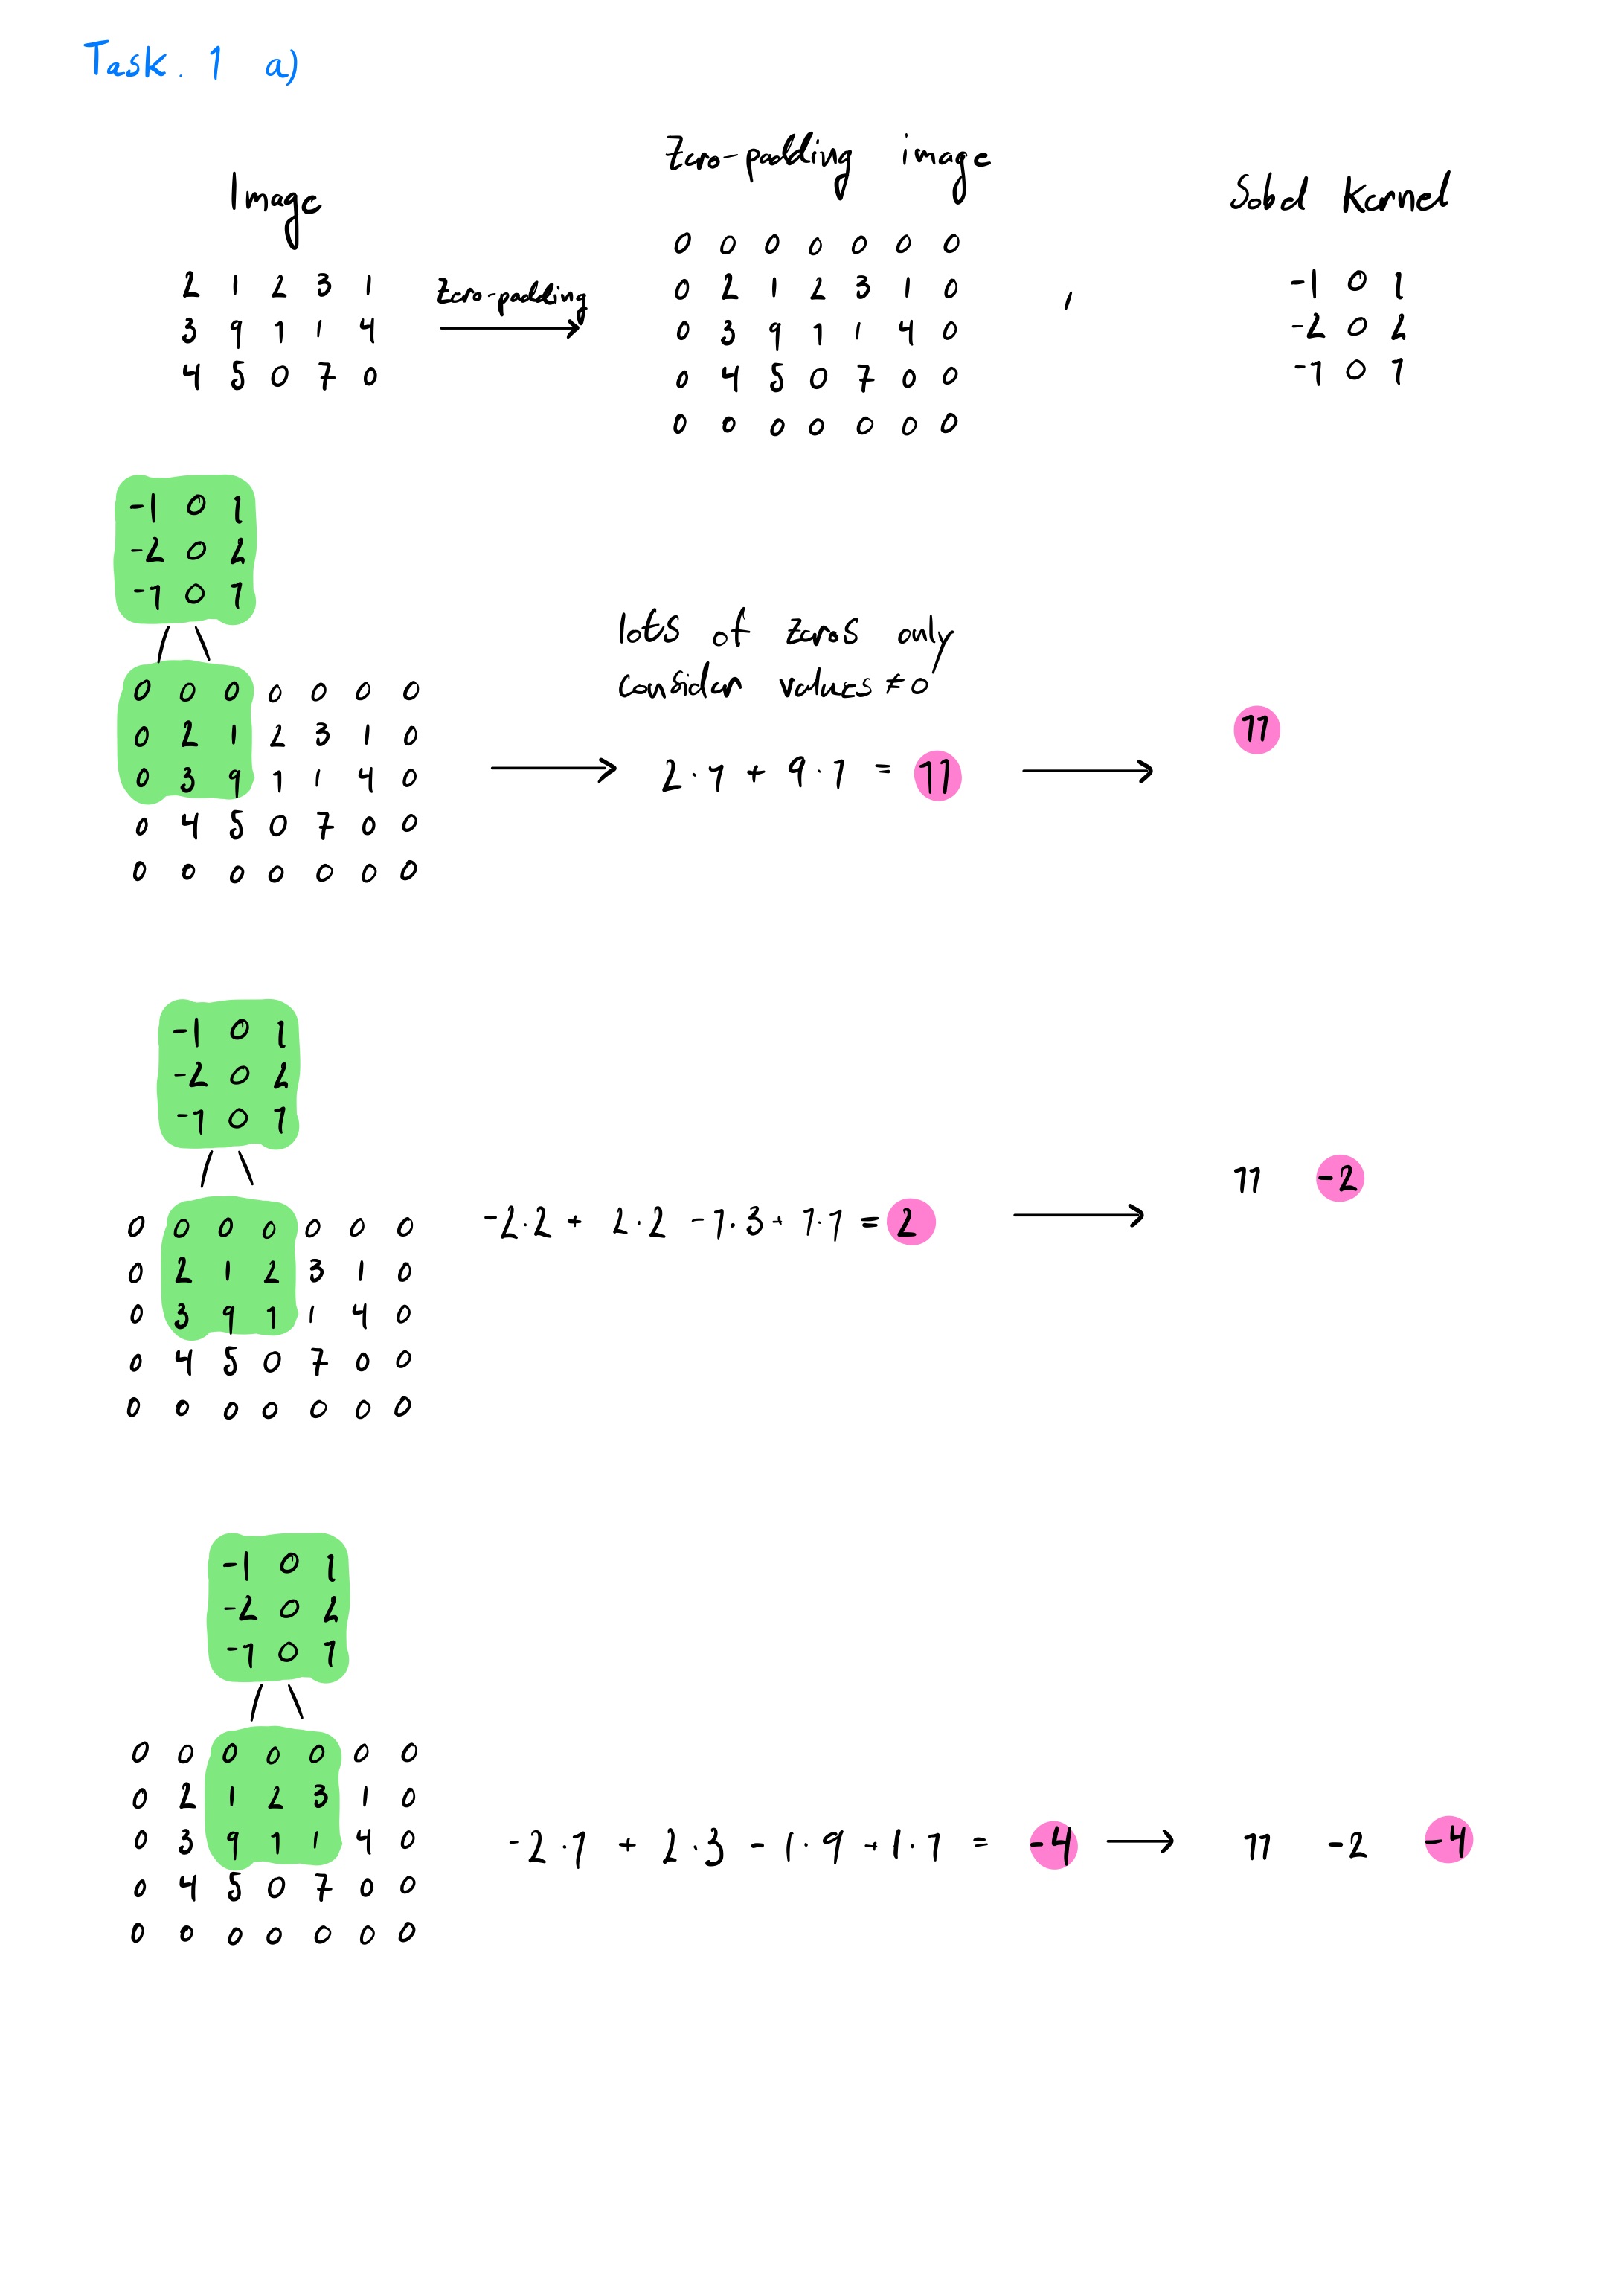 Task. 1 a)
Image
Zero-padding image
Sobel Kernel
2 1 2 3 1
3 9 1 1 4
4 5 0 7 0
Zero-padding
0 0 0 0 0 0 0
0 2 1 2 3 1 0
0 3 9 1 1 4 0
0 4 5 0 7 0 0
0 0 0 0 0 0 0
,
-1 0 1
-2 0 2
-1 0 1
-1 0 1
-2 0 2
-1 0 1
0 0 0 0 0 0 0
0 2 1 2 3 1 0
0 3 9 1 1 4 0
0 4 5 0 7 0 0
0 0 0 0 0 0 0
lots of zeros only
consider values ≠ 0
2·1 + 9·1 = 11
11
-1 0 1
-2 0 2
-1 0 1
0 0 0 0 0 0 0
0 2 1 2 3 1 0
0 3 9 1 1 4 0
0 4 5 0 7 0 0
0 0 0 0 0 0 0
-2·2 + 2·2 -1·3 + 1·1 = 2
11 -2
-1 0 1
-2 0 2
-1 0 1
0 0 0 0 0 0 0
0 2 1 2 3 1 0
0 3 9 1 1 4 0
0 4 5 0 7 0 0
0 0 0 0 0 0 0
-2·1 + 2·3 - 1·9 + 1·1 = -4
11 -2 -4